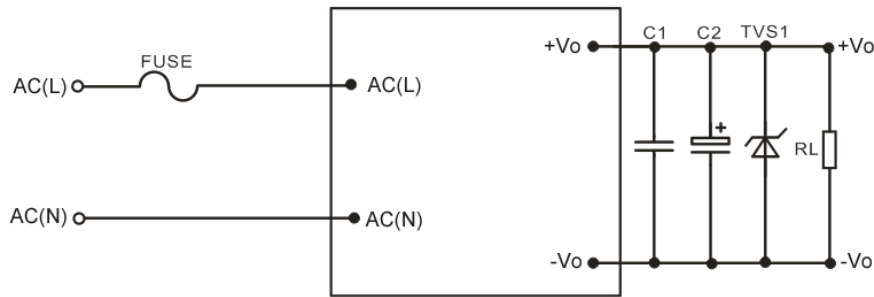 +Vo C1 C2 TVS1 +Vo
FUSE
AC(L) AC(L)
+
RL
AC(N) AC(N)
-Vo -Vo